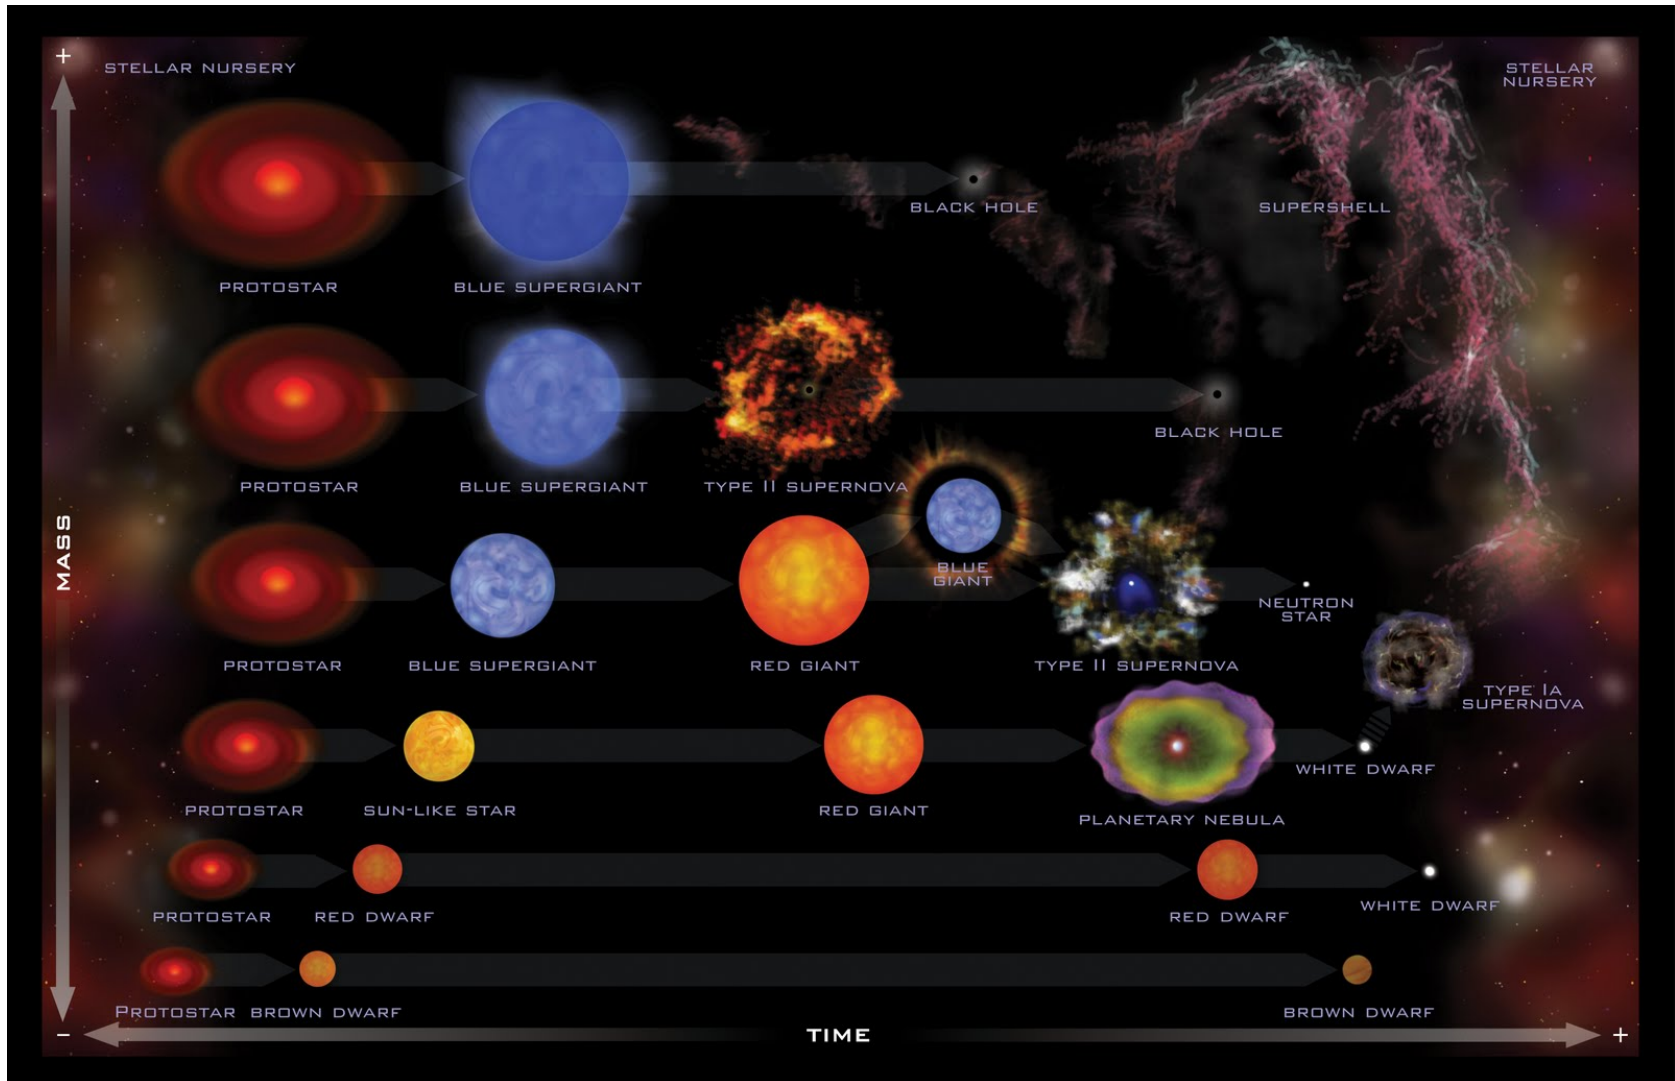 +
STELLAR NURSERY
STELLAR
NURSERY
BLACK HOLE
SUPERSHELL
PROTOSTAR
BLUE SUPERGIANT
BLACK HOLE
PROTOSTAR
BLUE SUPERGIANT
TYPE II SUPERNOVA
MASS
BLUE
GIANT
NEUTRON
STAR
PROTOSTAR
BLUE SUPERGIANT
RED GIANT
TYPE II SUPERNOVA
TYPE Ia
SUPERNOVA
WHITE DWARF
PROTOSTAR
SUN-LIKE STAR
RED GIANT
PLANETARY NEBULA
WHITE DWARF
PROTOSTAR
RED DWARF
RED DWARF
PROTOSTAR
BROWN DWARF
BROWN DWARF
−
TIME
+